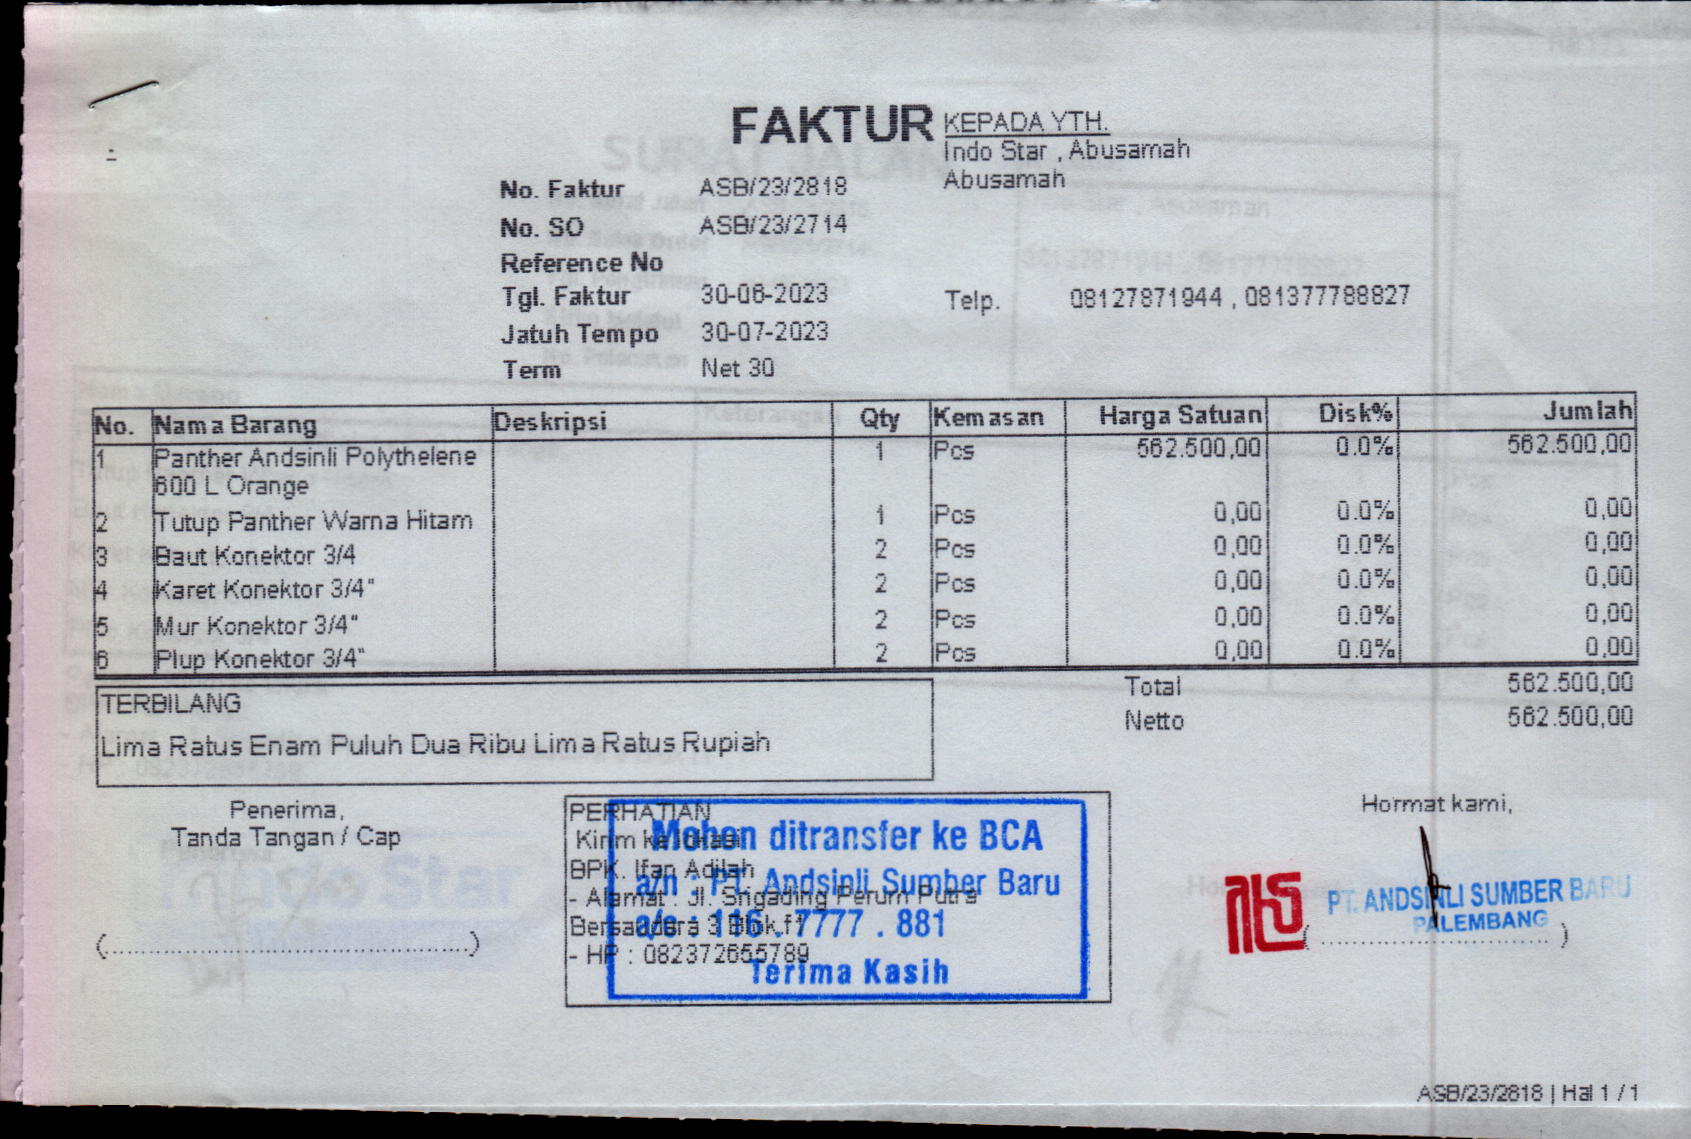 FAKTUR
KEPADA YTH.
Indo Star , Abusamah
Abusamah
No. Faktur ASB/23/2818
No. SO ASB/23/2714
Reference No
Tgl. Faktur 30-06-2023
Telp. 08127871944 , 081377788827
Jatuh Tempo 30-07-2023
Term Net 30
No. Nama Barang Deskripsi Qty Kemasan Harga Satuan Disk% Jumlah
1 Panther Andsinli Polythelene 1 Pcs 562.500,00 0.0% 562.500,00
600 L Orange
2 Tutup Panther Warna Hitam 1 Pcs 0,00 0.0% 0,00
3 Baut Konektor 3/4 2 Pcs 0,00 0.0% 0,00
4 Karet Konektor 3/4" 2 Pcs 0,00 0.0% 0,00
5 Mur Konektor 3/4" 2 Pcs 0,00 0.0% 0,00
6 Plup Konektor 3/4" 2 Pcs 0,00 0.0% 0,00
Total 562.500,00
Netto 562.500,00
TERBILANG
Lima Ratus Enam Puluh Dua Ribu Lima Ratus Rupiah
Penerima,
Tanda Tangan / Cap
(..........................................................)
PERHATIAN
Kirim ke lokasi
BPK. Ifan Adilah
- Alamat : Jl. Srigading Perum Putra
Bersaudara 3 Blok f1
- HP : 082372655789
Mohon ditransfer ke BCA
a/n : PT. Andsinli Sumber Baru
a/c : 116 . 7777 . 881
Terima Kasih
Hormat kami,
PT. ANDSINLI SUMBER BARU
PALEMBANG
(......................................)
ASB/23/2818 | Hal 1 / 1